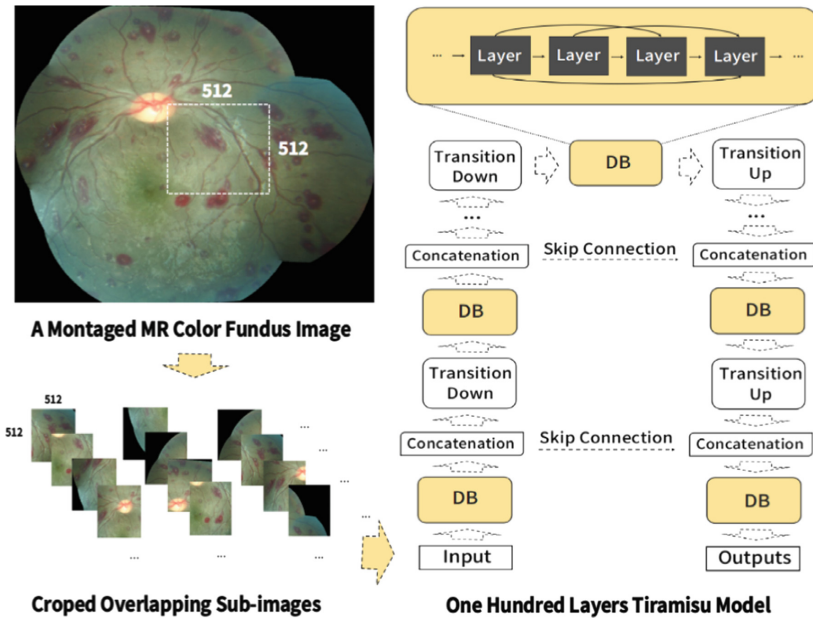 512
512
A Montaged MR Color Fundus Image
512
512
...
...
...
...
...
...
...
Croped Overlapping Sub-images
... Layer Layer Layer Layer ...
Transition Down
DB
Transition Up
...
...
Concatenation
Skip Connection
Concatenation
DB
DB
Transition Down
Transition Up
Concatenation
Skip Connection
Concatenation
DB
DB
Input
Outputs
One Hundred Layers Tiramisu Model